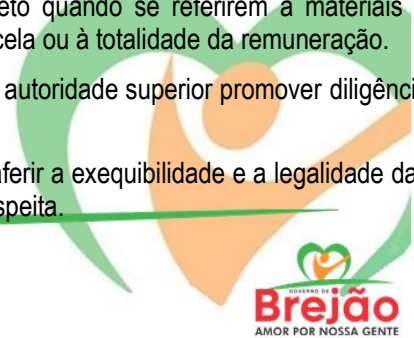 eto quando se referirem a materiais
cela ou à totalidade da remuneração.
autoridade superior promover diligênci
aferir a exequibilidade e a legalidade da
speita.
GOVERNO DE
Brejão
AMOR POR NOSSA GENTE